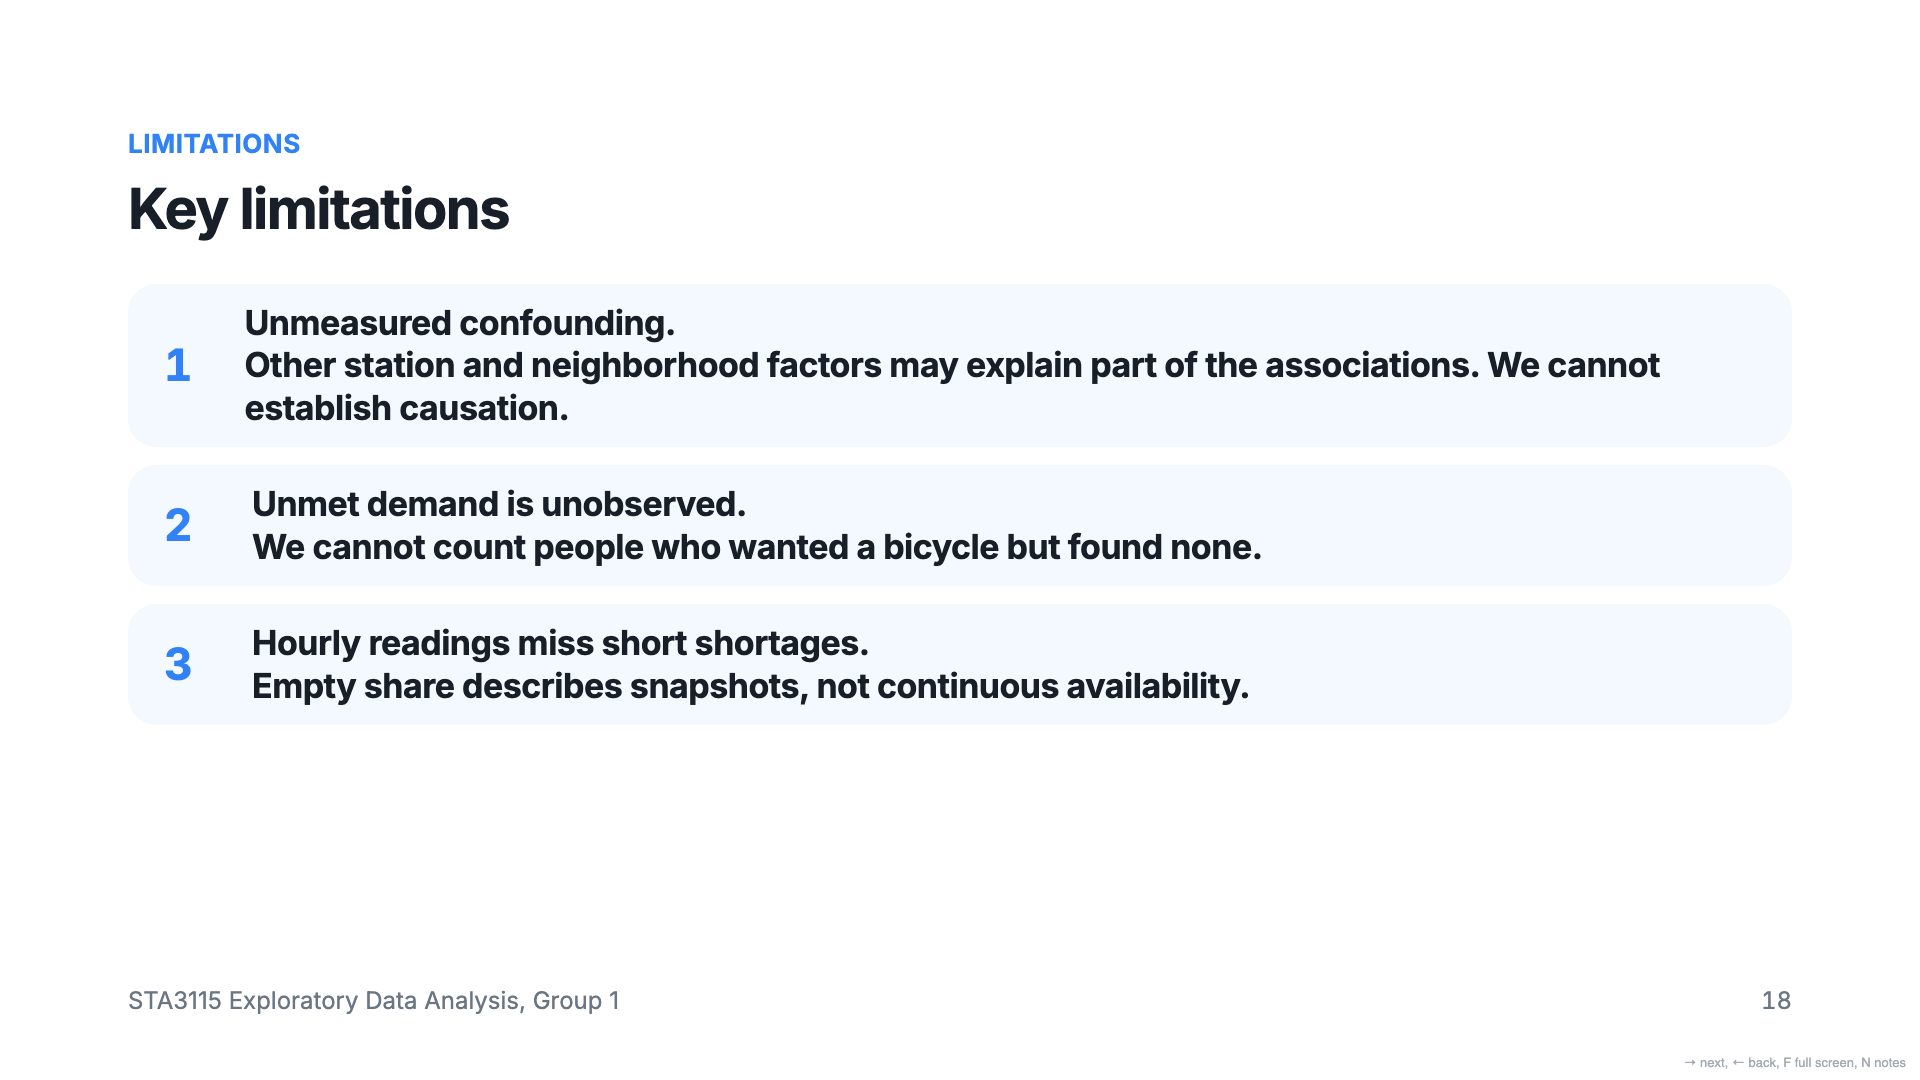 LIMITATIONS
Key limitations
1
Unmeasured confounding.
Other station and neighborhood factors may explain part of the associations. We cannot
establish causation.
2
Unmet demand is unobserved.
We cannot count people who wanted a bicycle but found none.
3
Hourly readings miss short shortages.
Empty share describes snapshots, not continuous availability.
STA3115 Exploratory Data Analysis, Group 1
18
→ next, ← back, F full screen, N notes